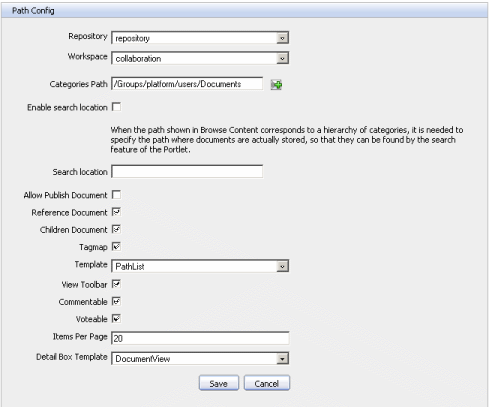 Path Config
Repository repository
Workspace collaboration
Categories Path /Groups/platform/users/Documents
Enable search location
When the path shown in Browse Content corresponds to a hierarchy of categories, it is needed to
specify the path where documents are actually stored, so that they can be found by the search
feature of the Portlet.
Search location
Allow Publish Document
Reference Document
Children Document
Tagmap
Template PathList
View Toolbar
Commentable
Voteable
Items Per Page 20
Detail Box Template DocumentView
Save Cancel